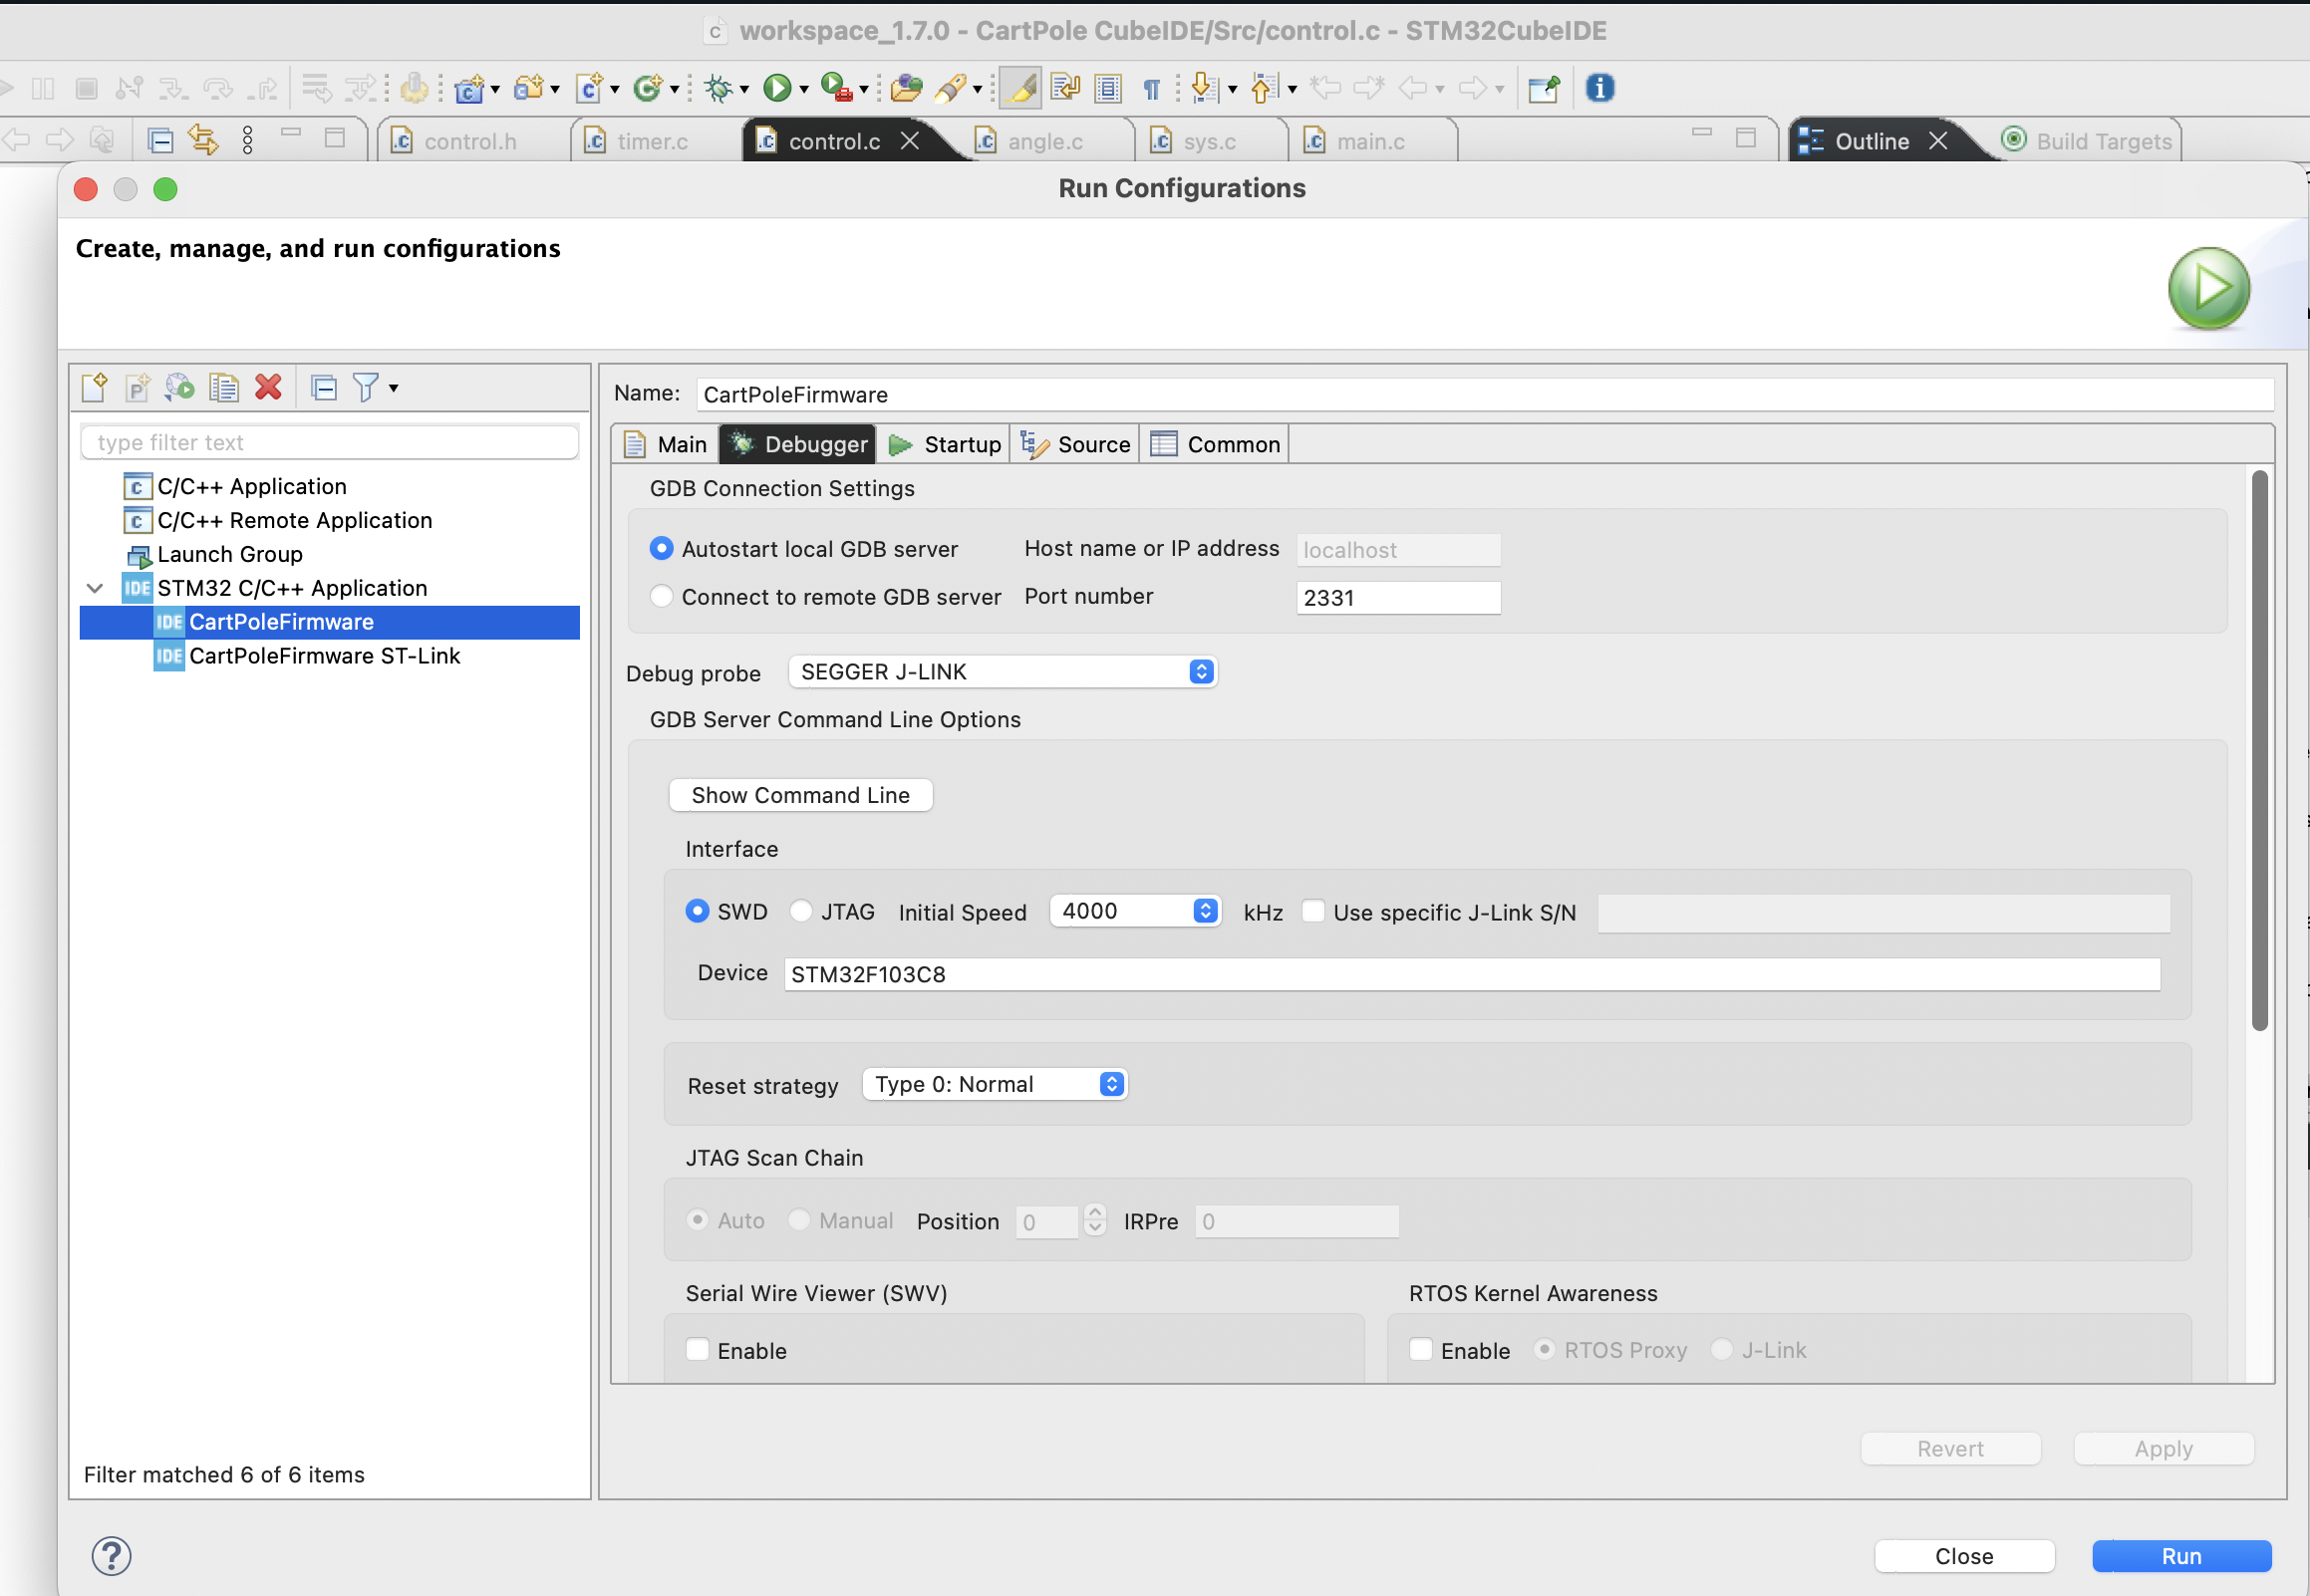 workspace_1.7.0 - CartPole CubeIDE/Src/control.c - STM32CubeIDE
control.h timer.c control.c angle.c sys.c main.c Outline Build Targets
Run Configurations
Create, manage, and run configurations
type filter text
C/C++ Application
C/C++ Remote Application
Launch Group
STM32 C/C++ Application
IDE CartPoleFirmware
IDE CartPoleFirmware ST-Link
Filter matched 6 of 6 items
Name: CartPoleFirmware
Main Debugger Startup Source Common
GDB Connection Settings
Autostart local GDB server Host name or IP address localhost
Connect to remote GDB server Port number 2331
Debug probe SEGGER J-LINK
GDB Server Command Line Options
Show Command Line
Interface
SWD JTAG Initial Speed 4000 kHz Use specific J-Link S/N
Device STM32F103C8
Reset strategy Type 0: Normal
JTAG Scan Chain
Auto Manual Position 0 IRPre 0
Serial Wire Viewer (SWV) RTOS Kernel Awareness
Enable Enable RTOS Proxy J-Link
Revert Apply
Close Run